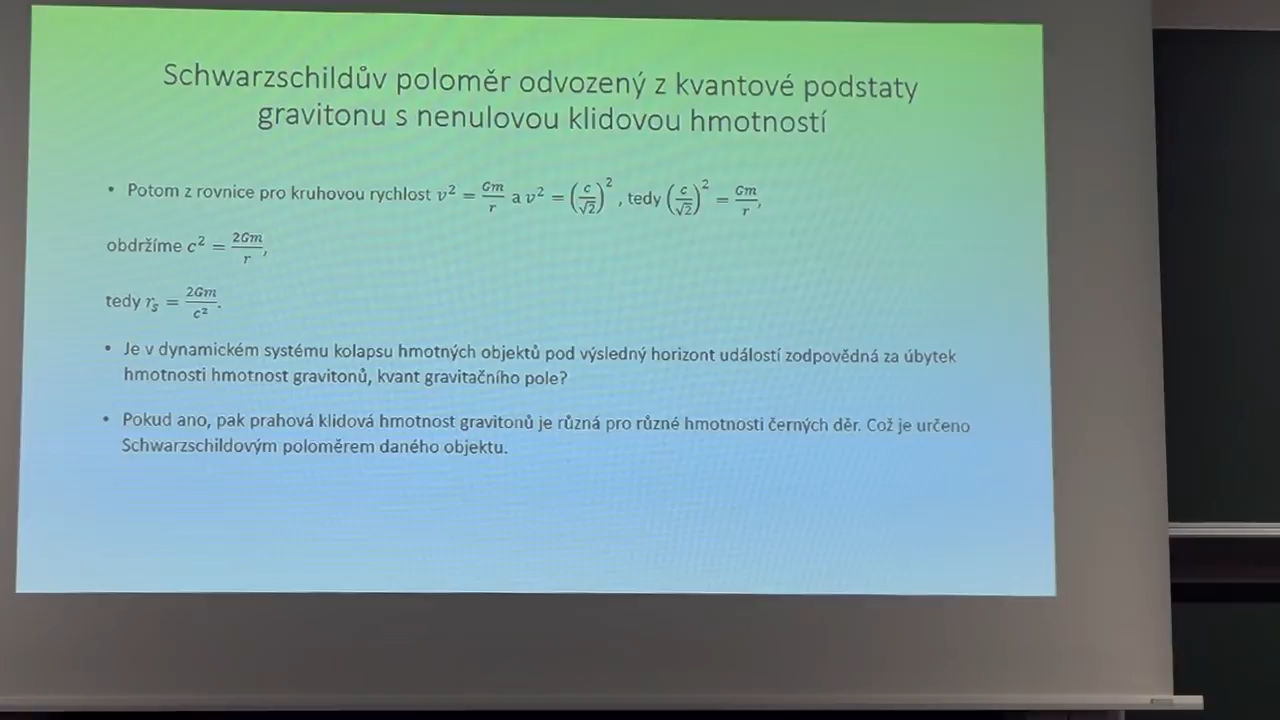 Schwarzschildův poloměr odvozený z kvantové podstaty
gravitonu s nenulovou klidovou hmotností
• Potom z rovnice pro kruhovou rychlost v² = Gm/r a v² = (c/√2)², tedy (c/√2)² = Gm/r,
obdržíme c² = 2Gm/r,
tedy rₛ = 2Gm/c².
• Je v dynamickém systému kolapsu hmotných objektů pod výsledný horizont událostí zodpovědná za úbytek
hmotnosti hmotnost gravitonů, kvant gravitačního pole?
• Pokud ano, pak prahová klidová hmotnost gravitonů je různá pro různé hmotnosti černých děr. Což je určeno
Schwarzschildovým poloměrem daného objektu.